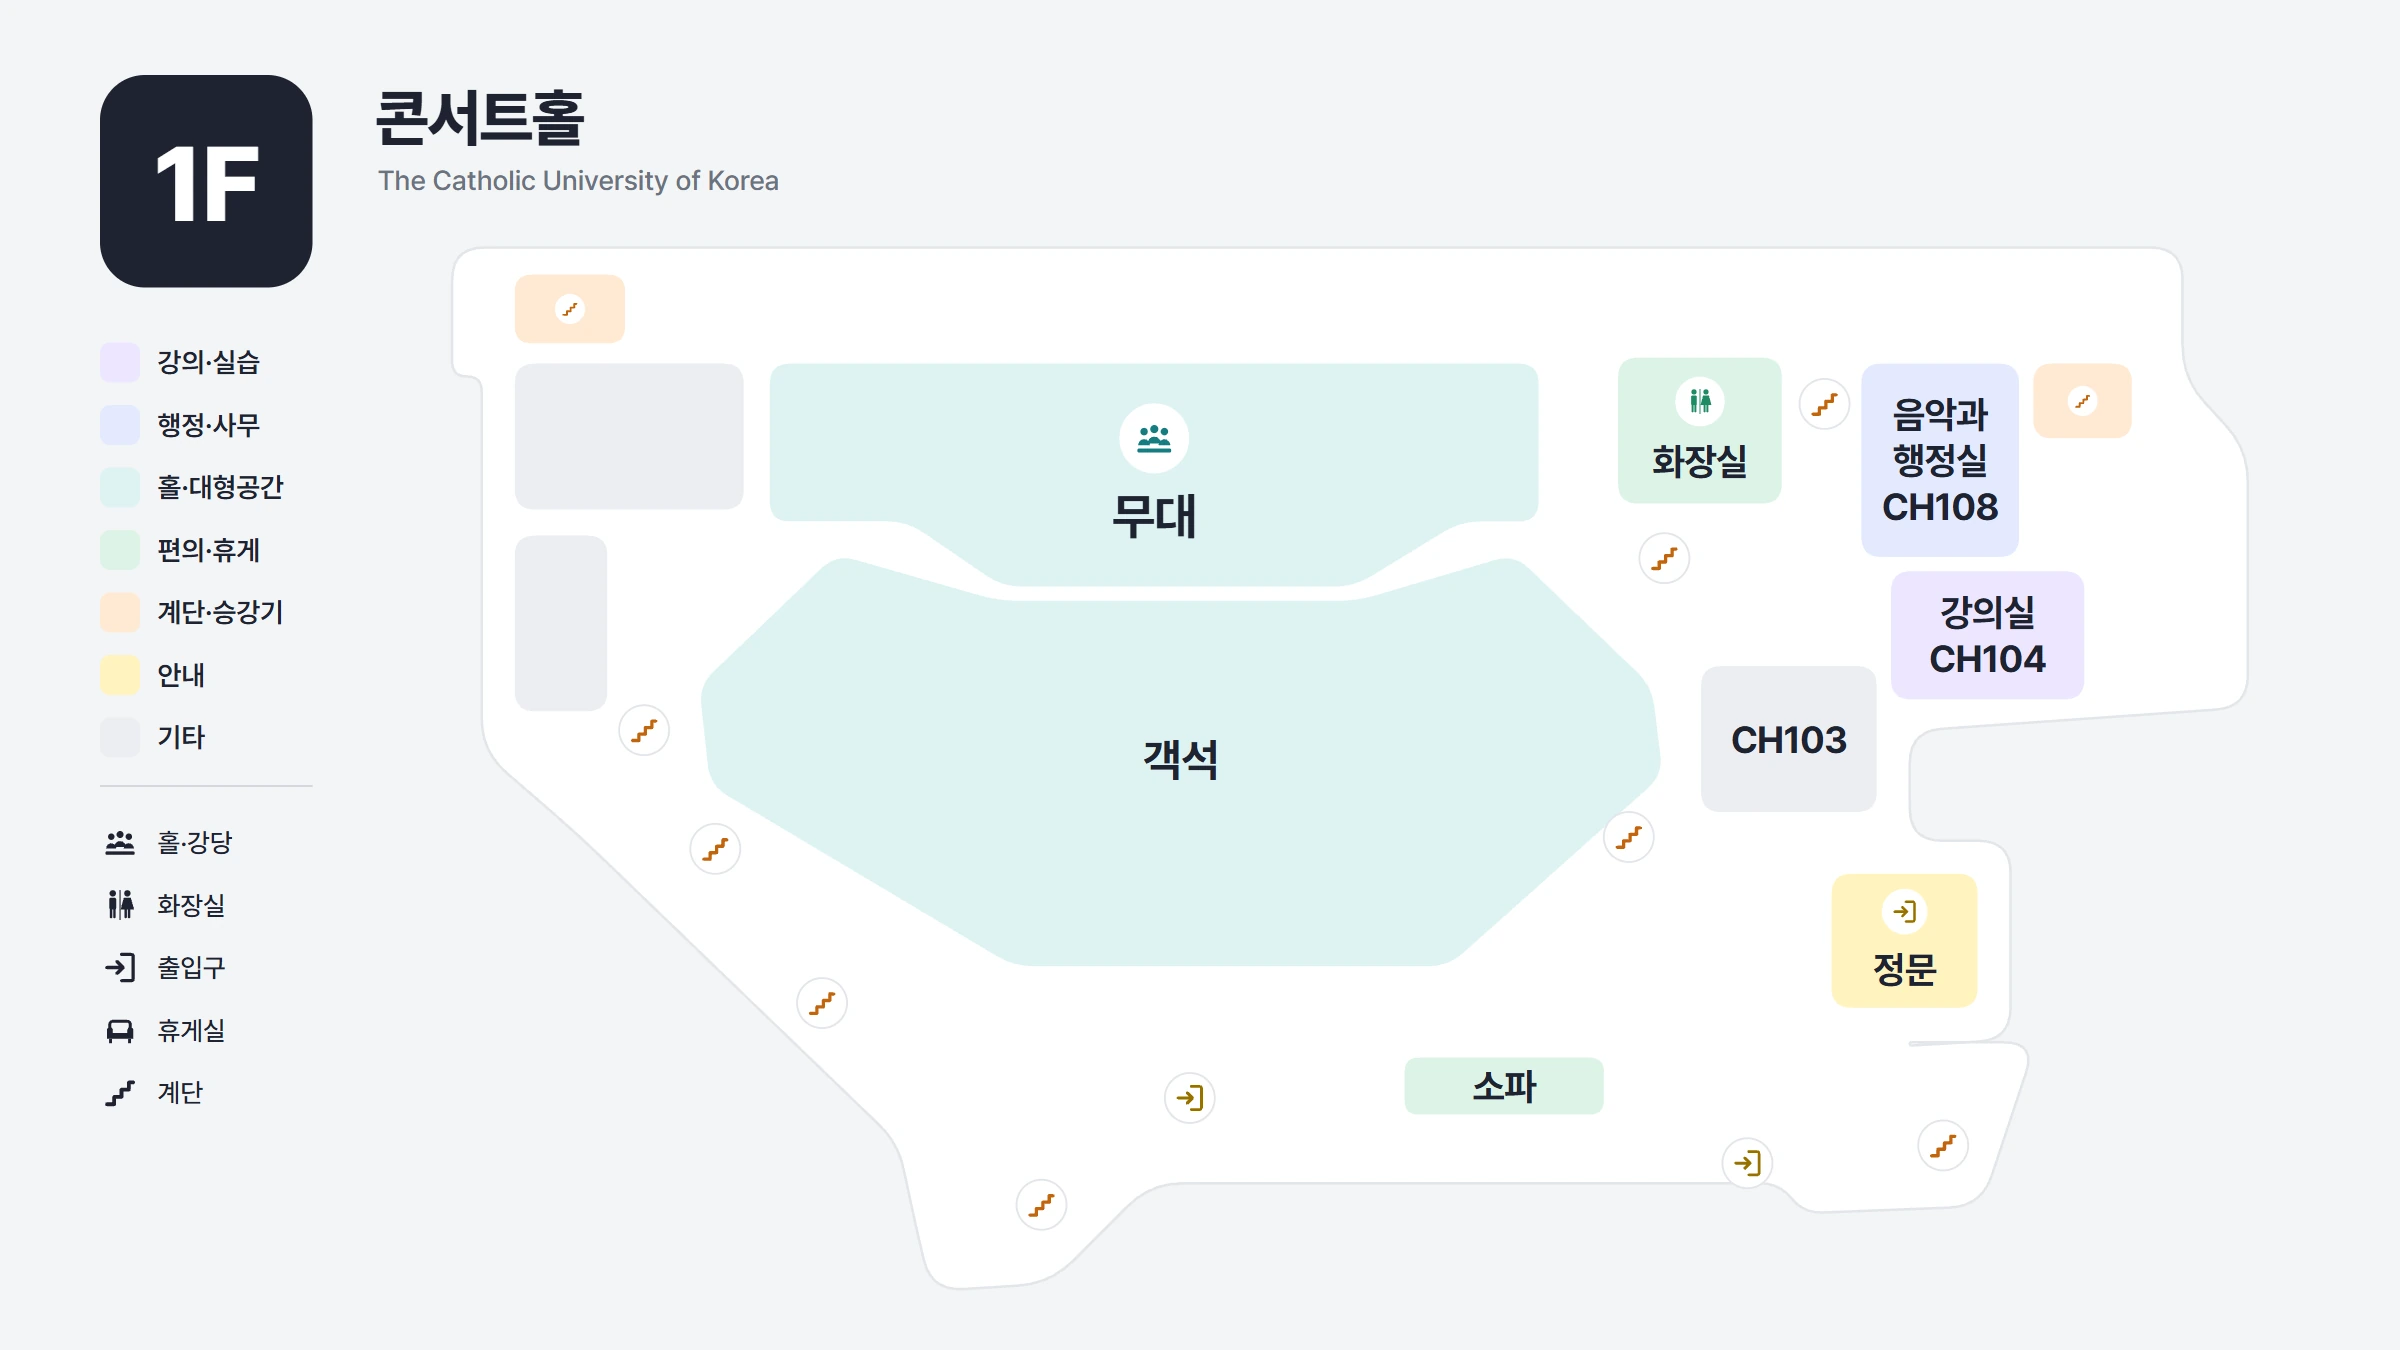 1F
콘서트홀
The Catholic University of Korea
강의·실습
행정·사무
홀·대형공간
편의·휴게
계단·승강기
안내
기타
홀·강당
화장실
출입구
휴게실
계단
무대
객석
화장실
음악과
행정실
CH108
강의실
CH104
CH103
정문
소파